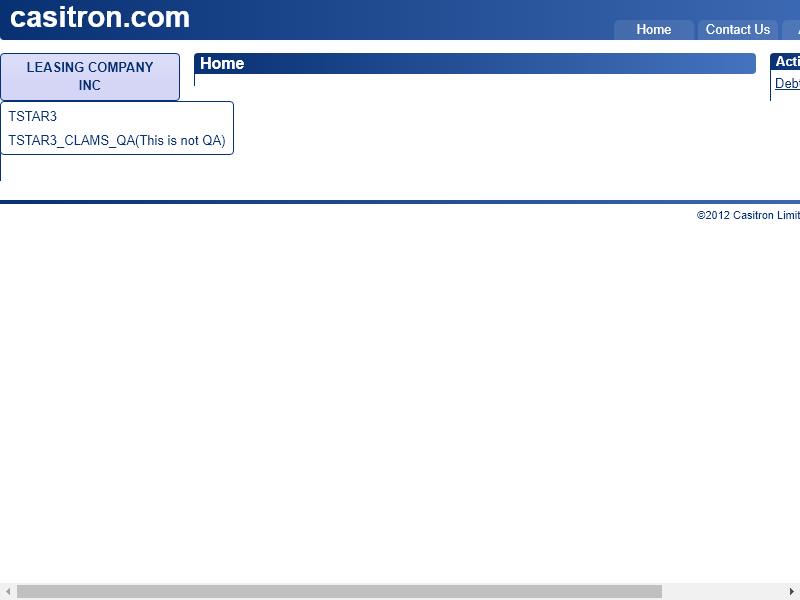 casitron.com
Home
Contact Us
LEASING COMPANY
INC
Home
Acti
Debt
TSTAR3
TSTAR3_CLAMS_QA(This is not QA)
©2012 Casitron Limit